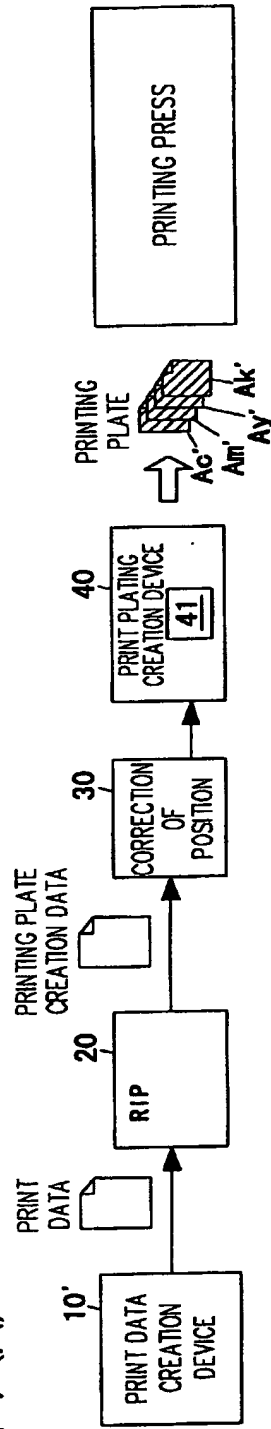 10'
PRINT DATA
CREATION
DEVICE
PRINT
DATA
20
RIP
PRINTING PLATE
CREATION DATA
30
CORRECTION
OF
POSITION
40
PRINT PLATING
CREATION DEVICE
41
PRINTING
PLATE
Ac'
Am'
Ay'
Ak'
PRINTING PRESS